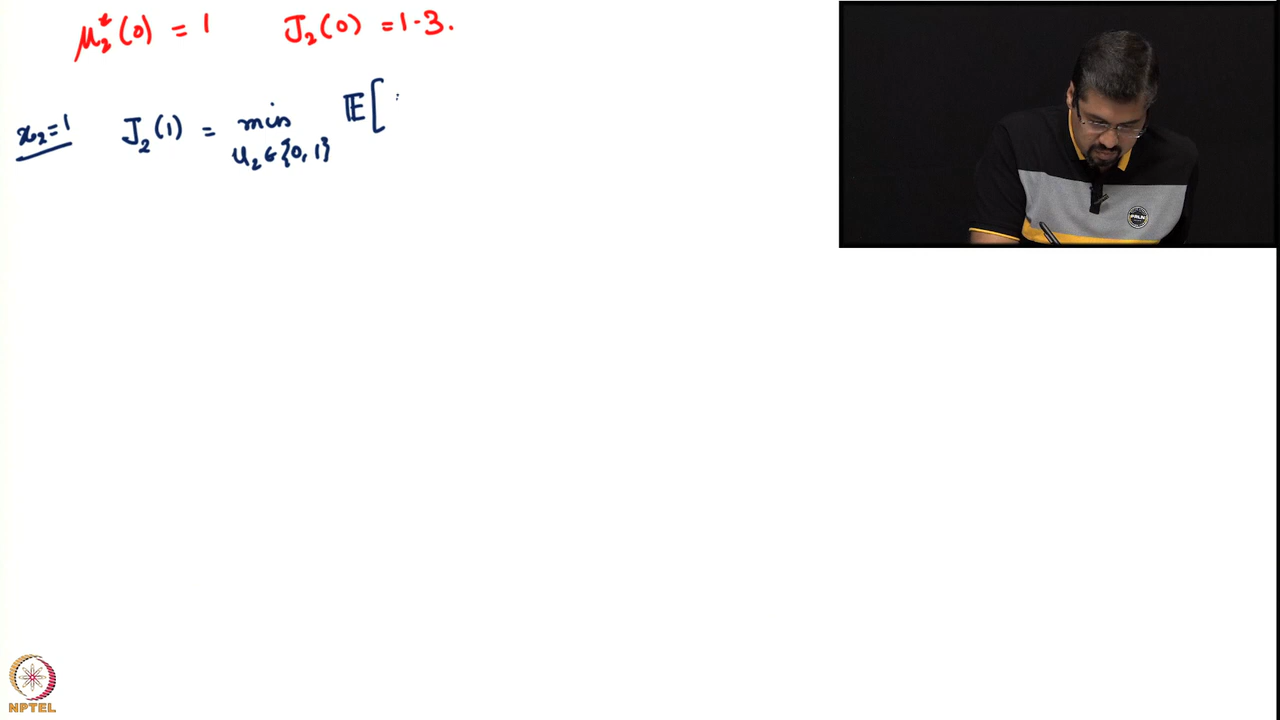 μ₂*(0) = 1 J₂(0) = 1.3.
x₂=1 J₂(1) = min 𝔼[
u₂∈{0,1}
NPTEL